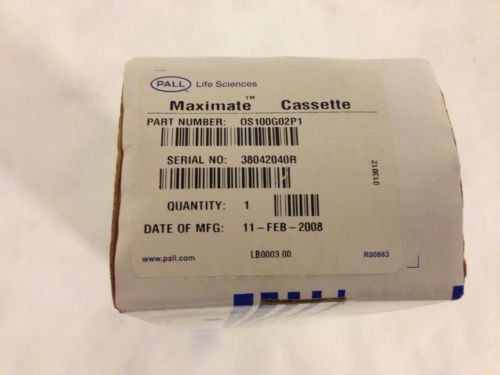 PALL Life Sciences
Maximate™ Cassette
PART NUMBER: OS100G02P1
SERIAL NO: 38042040R
QUANTITY: 1
DATE OF MFG: 11-FEB-2008
www.pall.com LB0003.00 R00883
013012